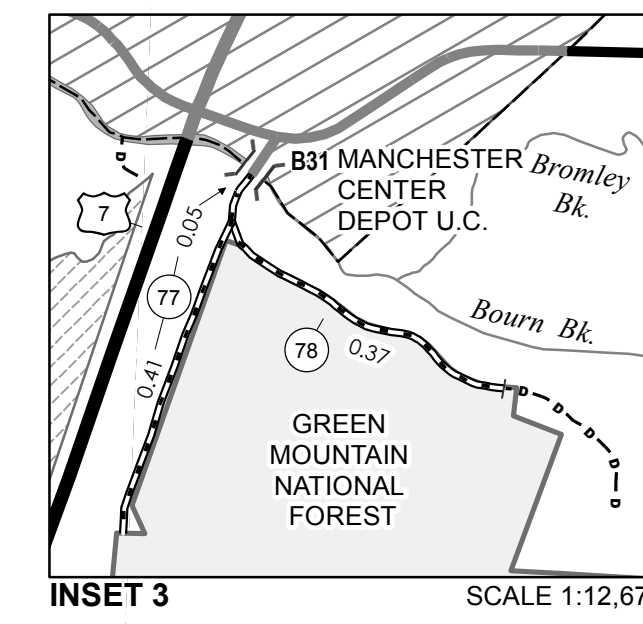 B31 MANCHESTER
CENTER
DEPOT U.C.
Bromley
Bk.
7
0.05
77
0.41
78
0.37
Bourn Bk.
GREEN
MOUNTAIN
NATIONAL
FOREST
D
D
D
D
D
D
INSET 3
SCALE 1:12,67